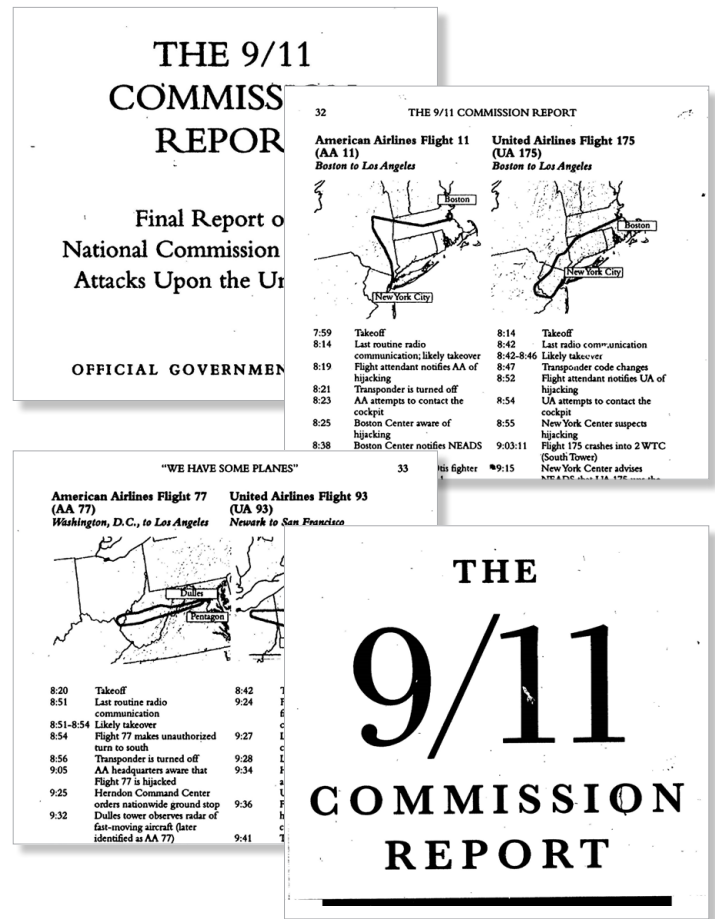 THE 9/11
COMMISS
REPOR
Final Report o
National Commission
Attacks Upon the Un
OFFICIAL GOVERNMEN
32 THE 9/11 COMMISSION REPORT
American Airlines Flight 11
(AA 11)
Boston to Los Angeles
Boston
New York City
7:59 Takeoff
8:14 Last routine radio
communication; likely takeover
8:19 Flight attendant notifies AA of
hijacking
8:21 Transponder is turned off
8:23 AA attempts to contact the
cockpit
8:25 Boston Center aware of
hijacking
8:38 Boston Center notifies NEADS
tis fighter
United Airlines Flight 175
(UA 175)
Boston to Los Angeles
Boston
New York City
8:14 Takeoff
8:42 Last radio communication
8:42-8:46 Likely takeover
8:47 Transponder code changes
8:52 Flight attendant notifies UA of
hijacking
8:54 UA attempts to contact the
cockpit
8:55 New York Center suspects
hijacking
9:03:11 Flight 175 crashes into 2 WTC
(South Tower)
9:15 New York Center advises
NEADS that UA 175 was the
"WE HAVE SOME PLANES" 33
American Airlines Flight 77
(AA 77)
Washington, D.C., to Los Angeles
Dulles
Pentagon
8:20 Takeoff
8:51 Last routine radio
communication
8:51-8:54 Likely takeover
8:54 Flight 77 makes unauthorized
turn to south
8:56 Transponder is turned off
9:05 AA headquarters aware that
Flight 77 is hijacked
9:25 Herndon Command Center
orders nationwide ground stop
9:32 Dulles tower observes radar of
fast-moving aircraft (later
identified as AA 77)
United Airlines Flight 93
(UA 93)
Newark to San Francisco
8:42
9:24
9:27
9:28
9:34
9:36
9:41
THE
9/11
COMMISSION
REPORT